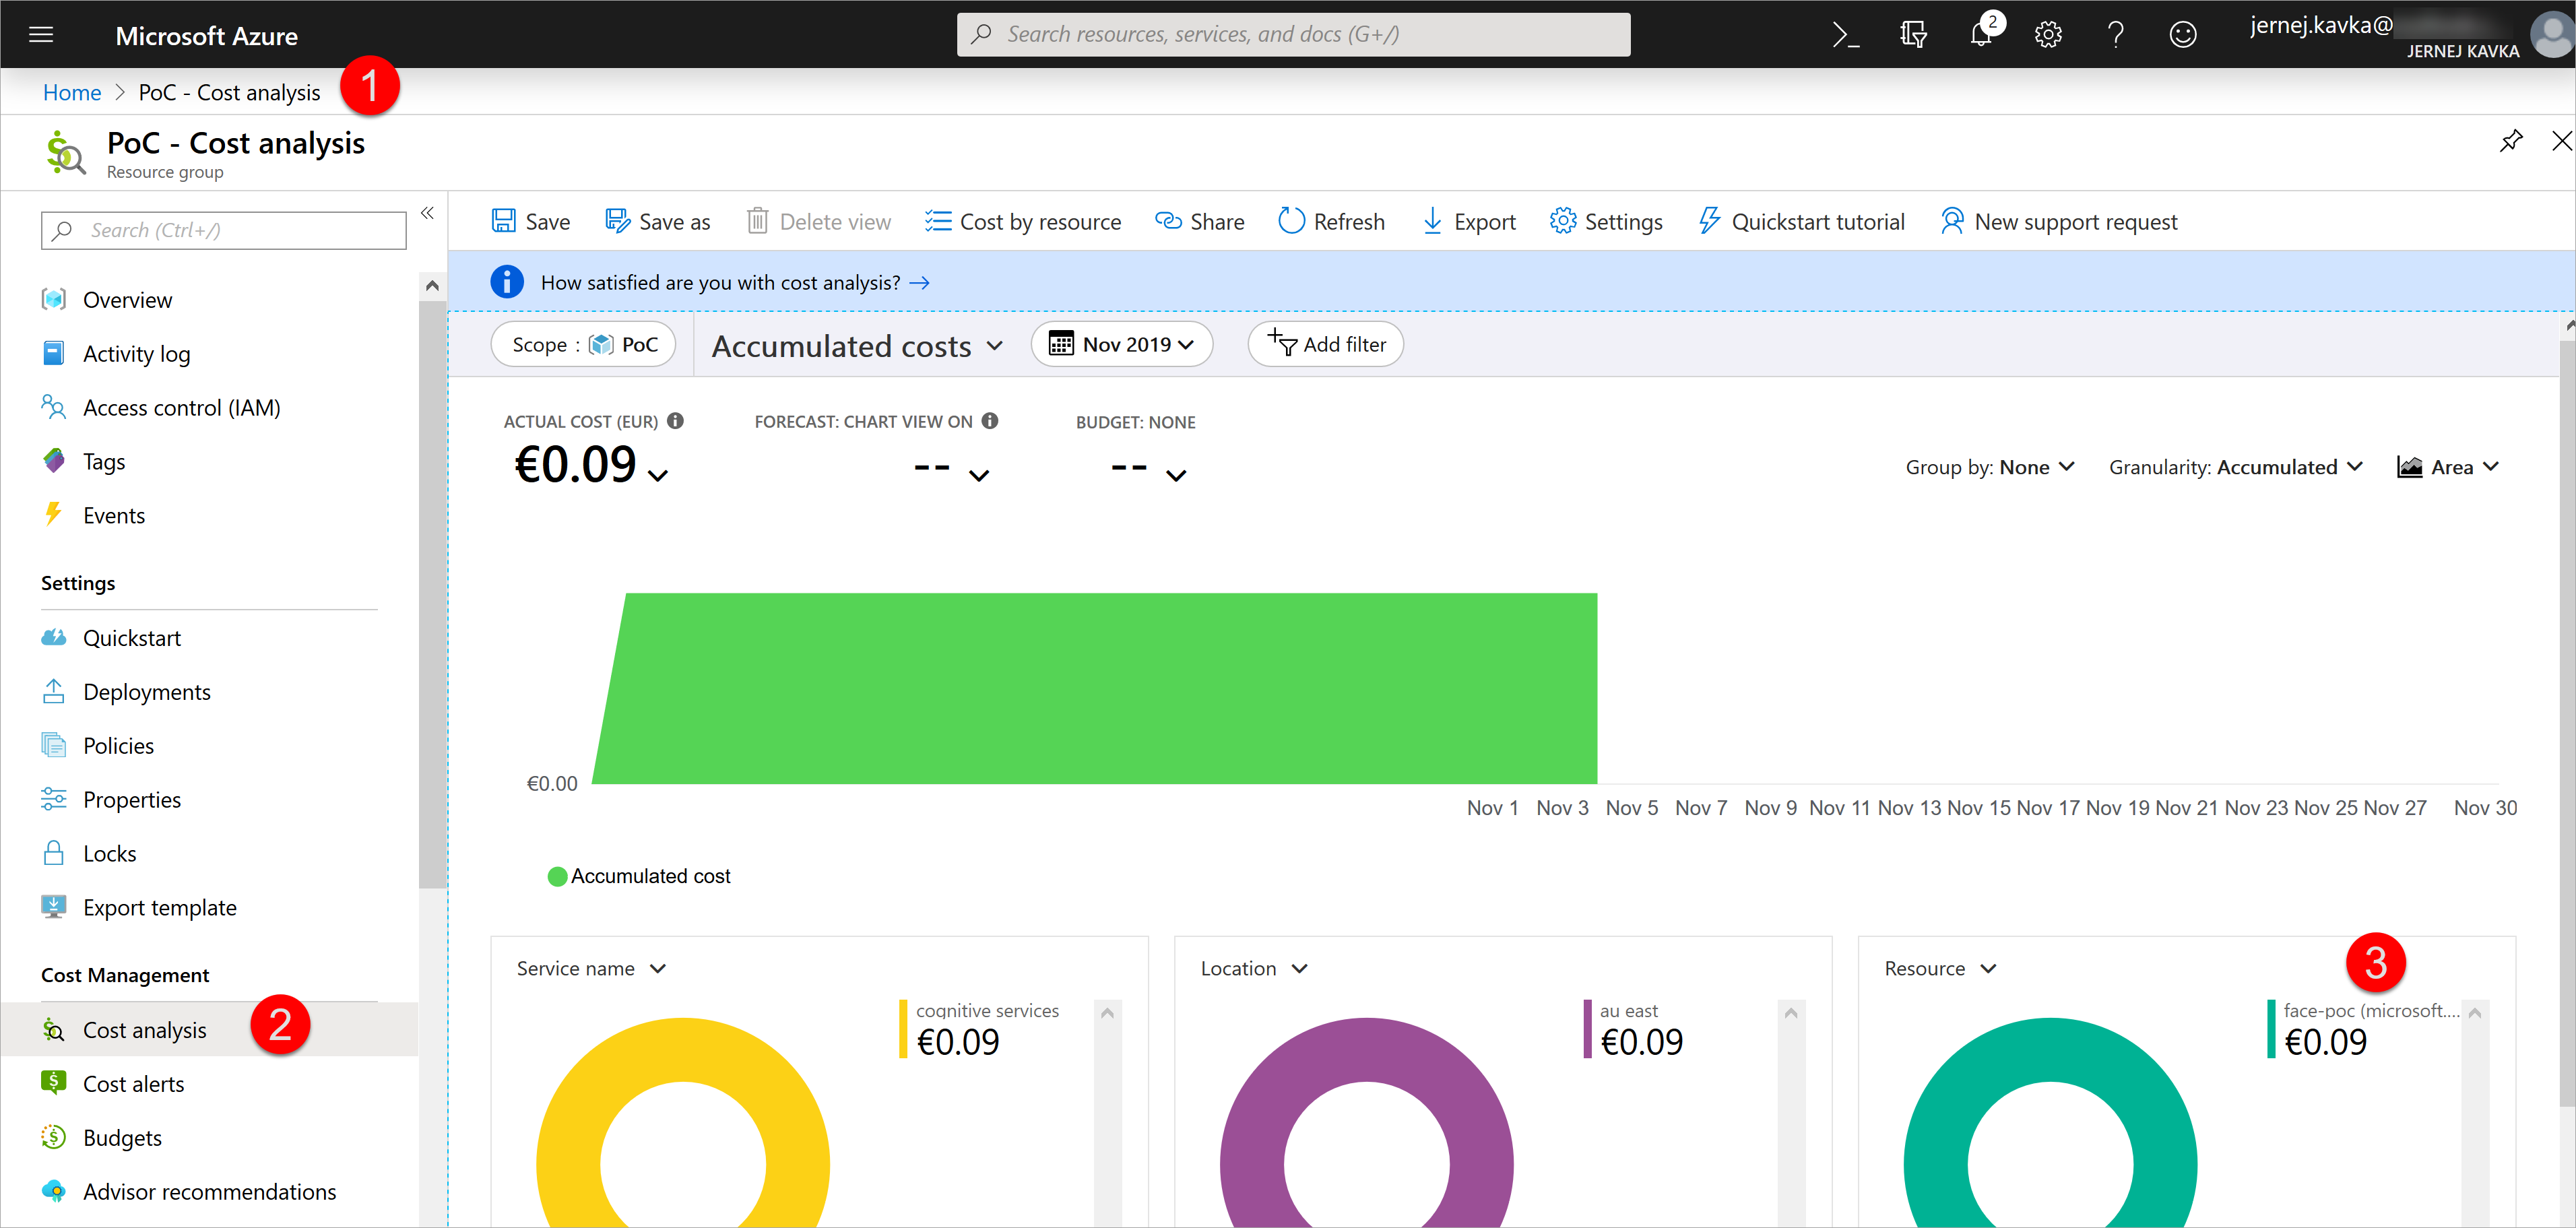 Microsoft Azure
Search resources, services, and docs (G+/)
2
jernej.kavka@
JERNEJ KAVKA
Home > PoC - Cost analysis
1
PoC - Cost analysis
Resource group
Search (Ctrl+/)
Overview
Activity log
Access control (IAM)
Tags
Events
Settings
Quickstart
Deployments
Policies
Properties
Locks
Export template
Cost Management
Cost analysis
2
Cost alerts
Budgets
Advisor recommendations
Save
Save as
Delete view
Cost by resource
Share
Refresh
Export
Settings
Quickstart tutorial
New support request
How satisfied are you with cost analysis? →
Scope : PoC
Accumulated costs
Nov 2019
Add filter
ACTUAL COST (EUR)
€0.09
FORECAST: CHART VIEW ON
--
BUDGET: NONE
--
Group by: None
Granularity: Accumulated
Area
€0.00
Nov 1 Nov 3 Nov 5 Nov 7 Nov 9 Nov 11 Nov 13 Nov 15 Nov 17 Nov 19 Nov 21 Nov 23 Nov 25 Nov 27 Nov 30
Accumulated cost
Service name
cognitive services
€0.09
Location
au east
€0.09
Resource
3
face-poc (microsoft....
€0.09